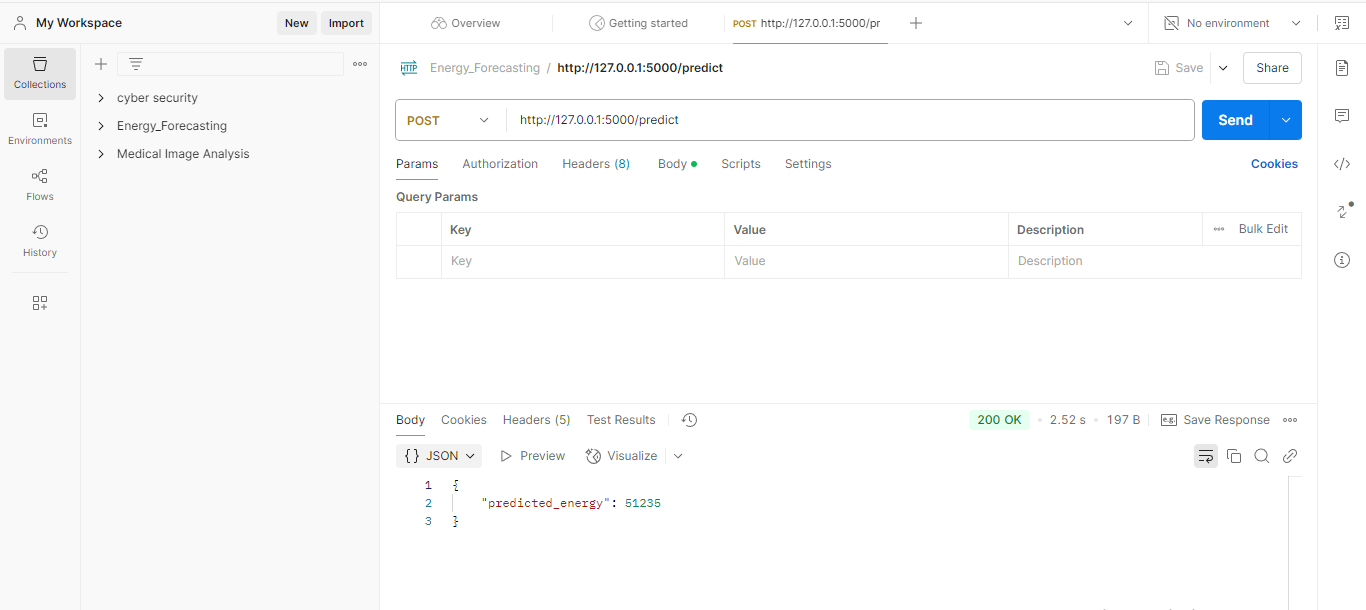 My Workspace New Import Overview Getting started POST http://127.0.0.1:5000/pr No environment
Collections
Environments
Flows
History
cyber security
Energy_Forecasting
Medical Image Analysis
HTTP Energy_Forecasting / http://127.0.0.1:5000/predict Save Share
POST http://127.0.0.1:5000/predict Send
Params Authorization Headers (8) Body Scripts Settings Cookies
Query Params
Key Value Description Bulk Edit
Key Value Description
Body Cookies Headers (5) Test Results 200 OK 2.52 s 197 B e.g. Save Response
{} JSON Preview Visualize
1 {
2 "predicted_energy": 51235
3 }